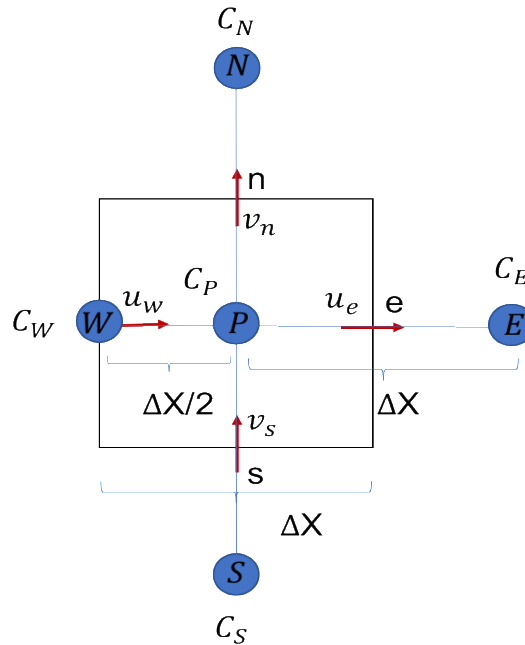 C_N
N
n
v_n
C_P
C_E
u_w
u_e
e
C_W
W
P
E
ΔX/2
ΔX
v_s
s
ΔX
S
C_S